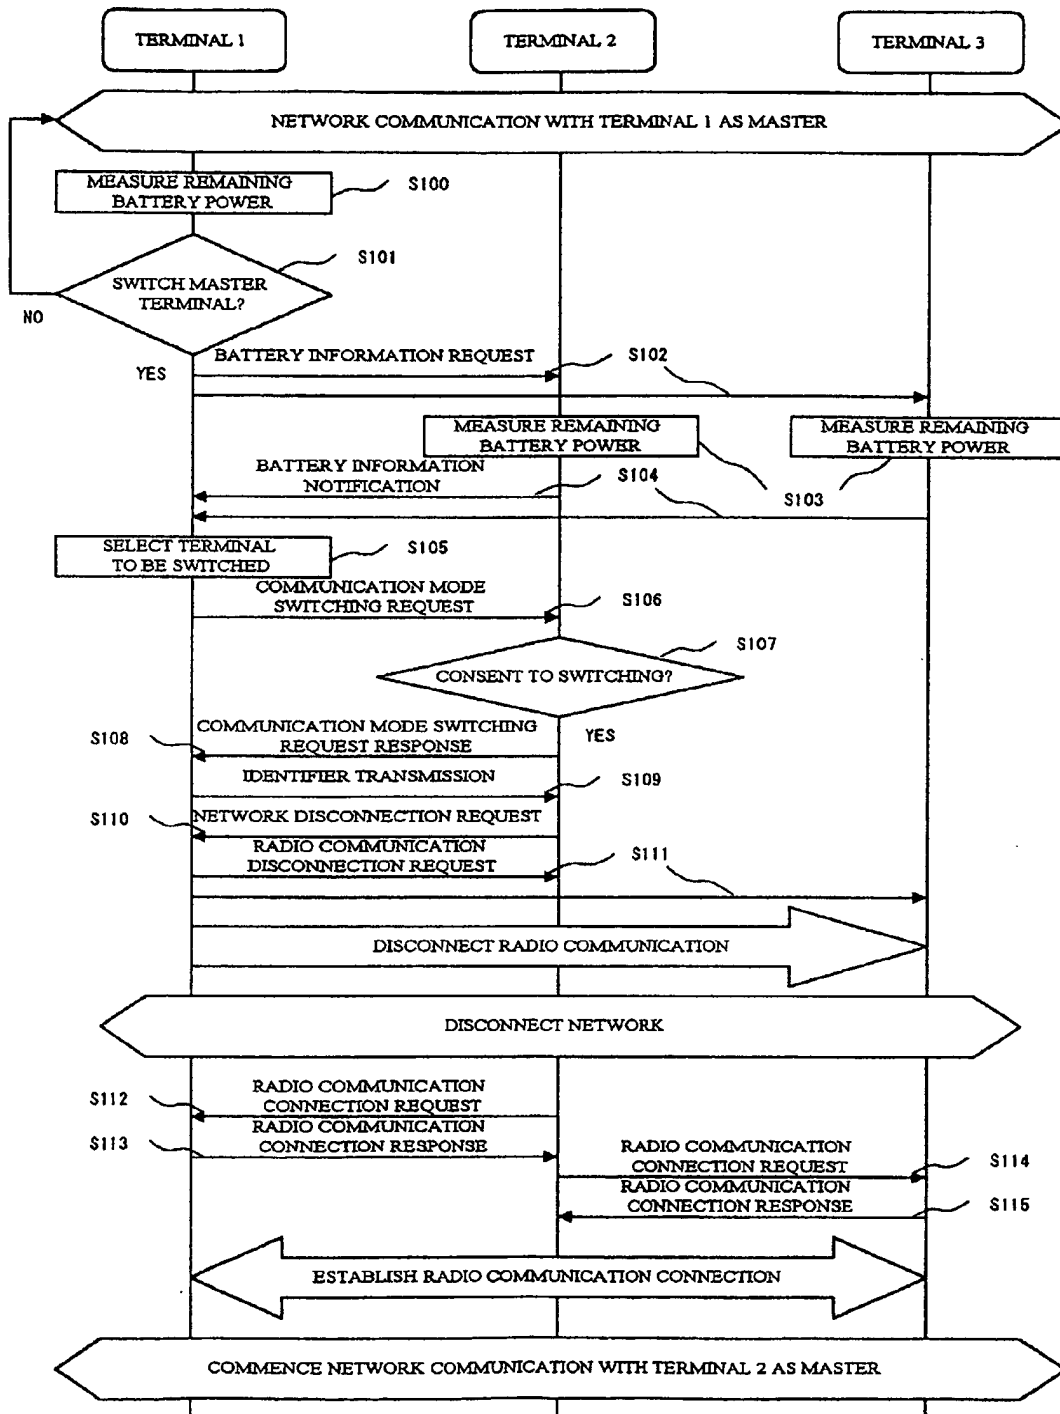 TERMINAL 1
TERMINAL 2
TERMINAL 3
NETWORK COMMUNICATION WITH TERMINAL 1 AS MASTER
MEASURE REMAINING
BATTERY POWER
S100
SWITCH MASTER
TERMINAL?
S101
NO
YES
BATTERY INFORMATION REQUEST
S102
MEASURE REMAINING
BATTERY POWER
MEASURE REMAINING
BATTERY POWER
S103
BATTERY INFORMATION
NOTIFICATION
S104
SELECT TERMINAL
TO BE SWITCHED
S105
COMMUNICATION MODE
SWITCHING REQUEST
S106
CONSENT TO SWITCHING?
S107
YES
S108
COMMUNICATION MODE SWITCHING
REQUEST RESPONSE
IDENTIFIER TRANSMISSION
S109
S110
NETWORK DISCONNECTION REQUEST
RADIO COMMUNICATION
DISCONNECTION REQUEST
S111
DISCONNECT RADIO COMMUNICATION
DISCONNECT NETWORK
S112
RADIO COMMUNICATION
CONNECTION REQUEST
S113
RADIO COMMUNICATION
CONNECTION RESPONSE
RADIO COMMUNICATION
CONNECTION REQUEST
S114
RADIO COMMUNICATION
CONNECTION RESPONSE
S115
ESTABLISH RADIO COMMUNICATION CONNECTION
COMMENCE NETWORK COMMUNICATION WITH TERMINAL 2 AS MASTER